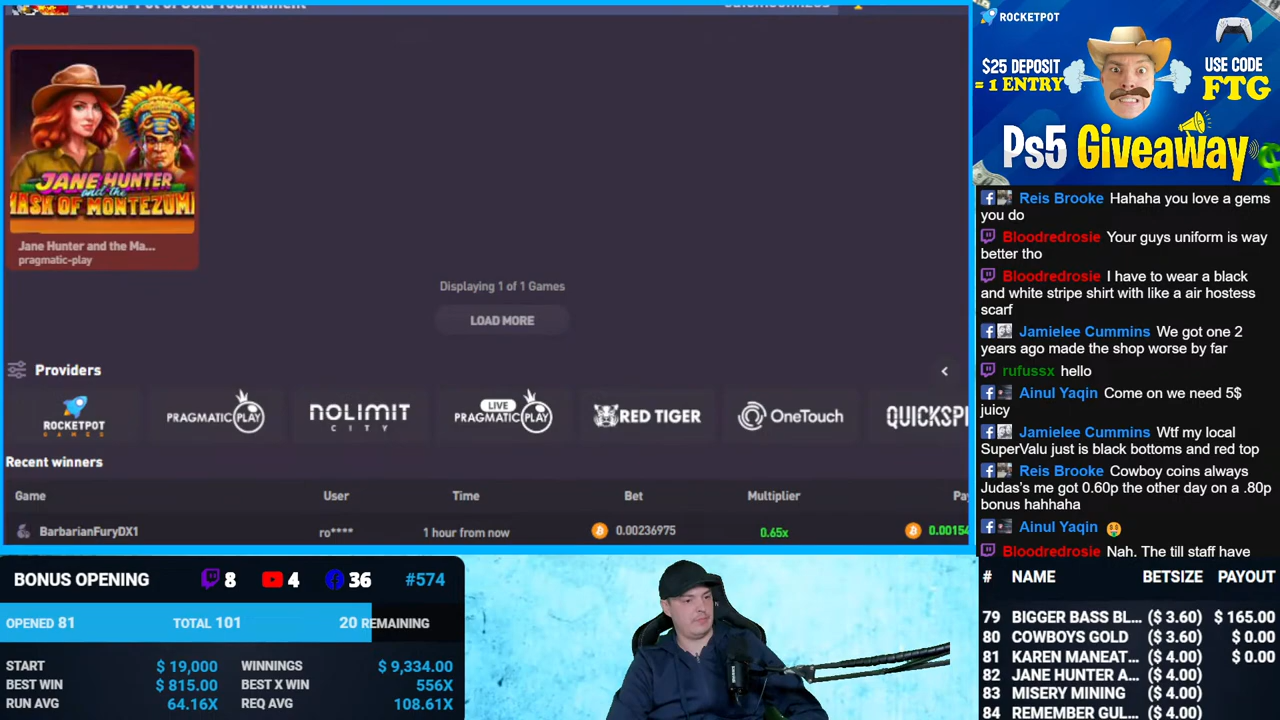 24 hour Pot of Gold Tournament
JANE HUNTER
and the
MASK OF MONTEZUMA
Jane Hunter and the Ma...
pragmatic-play
Displaying 1 of 1 Games
LOAD MORE
Providers
ROCKETPOT
GAMES
PRAGMATIC PLAY
NOLIMIT
CITY
LIVE
PRAGMATIC PLAY
RED TIGER
OneTouch
QUICKSPI
Recent winners
Game User Time Bet Multiplier Pa
BarbarianFuryDX1 ro**** 1 hour from now 0.00236975 0.65x 0.00154
BONUS OPENING 8 4 36 #574
OPENED 81 TOTAL 101 20 REMAINING
START $ 19,000 WINNINGS $ 9,334.00
BEST WIN $ 815.00 BEST X WIN 556X
RUN AVG 64.16X REQ AVG 108.61X
ROCKETPOT
$25 DEPOSIT
= 1 ENTRY
USE CODE
FTG
Ps5 Giveaway
Reis Brooke Hahaha you love a gems
you do
Bloodredrosie Your guys uniform is way
better tho
Bloodredrosie I have to wear a black
and white stripe shirt with like a air hostess
scarf
Jamielee Cummins We got one 2
years ago made the shop worse by far
rufussx hello
Ainul Yaqin Come on we need 5$
juicy
Jamielee Cummins Wtf my local
SuperValu just is black bottoms and red top
Reis Brooke Cowboy coins always
Judas's me got 0.60p the other day on a .80p
bonus hahhaha
Ainul Yaqin 🤑
Bloodredrosie Nah. The till staff have
# NAME BETSIZE PAYOUT
79 BIGGER BASS BL... ($ 3.60) $ 165.00
80 COWBOYS GOLD ($ 3.60) $ 0.00
81 KAREN MANEAT... ($ 4.00) $ 0.00
82 JANE HUNTER A... ($ 4.00)
83 MISERY MINING ($ 4.00)
84 REMEMBER GUL... ($ 4.00)